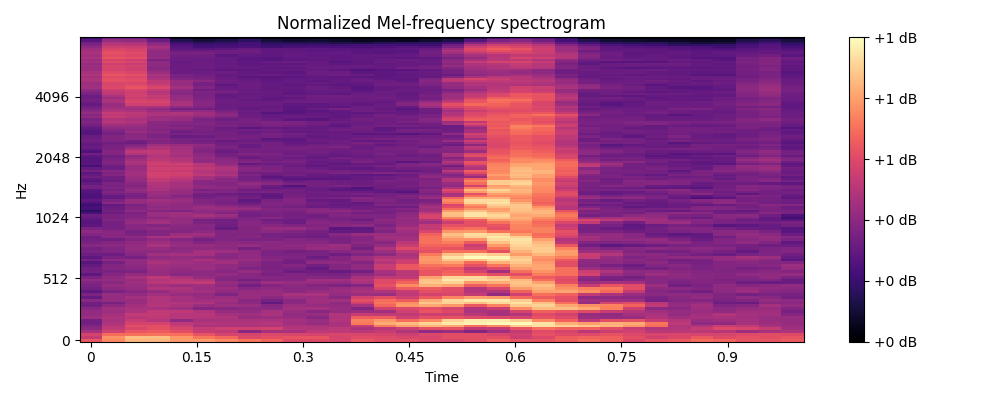 Normalized Mel-frequency spectrogram
+1 dB
+1 dB
+1 dB
+0 dB
+0 dB
+0 dB
4096
2048
1024
512
0
Hz
0 0.15 0.3 0.45 0.6 0.75 0.9
Time